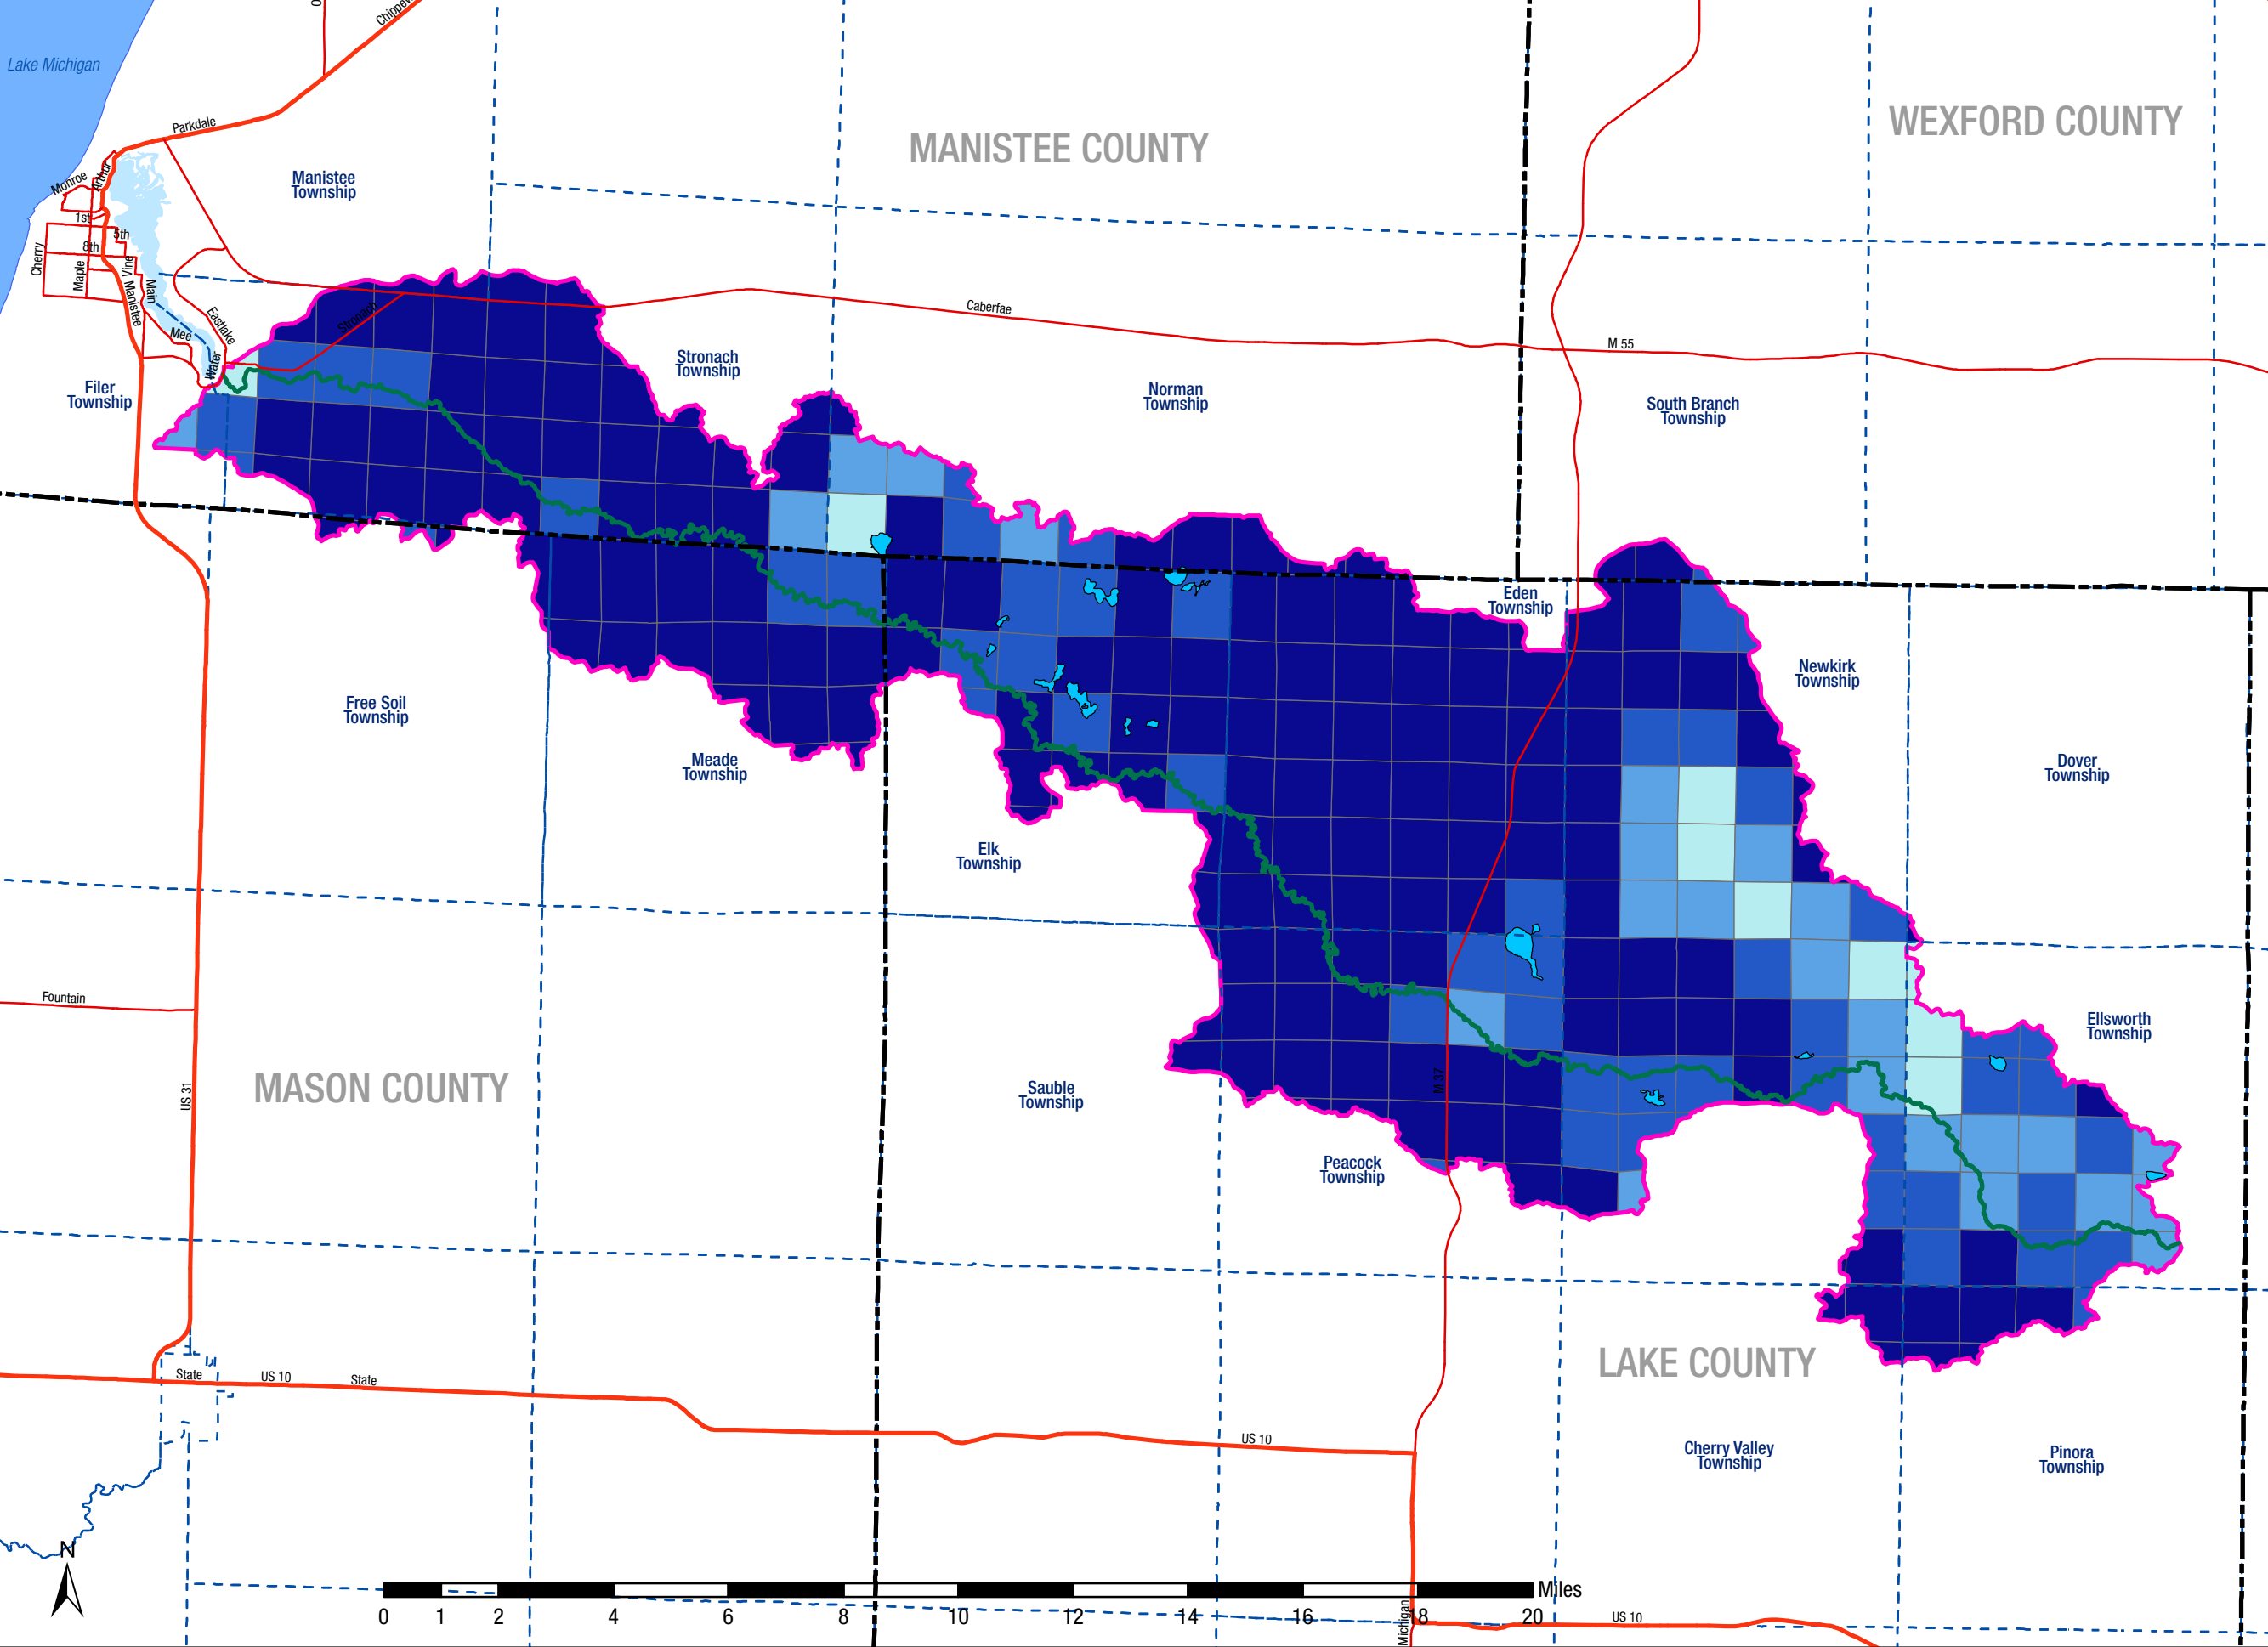 Chippew
Lake Michigan
Parkdale
MANISTEE COUNTY
WEXFORD COUNTY
Manistee
Township
Monroe
Arthur
1st
5th
8th
Cherry
Maple
Vine
Main
Manistee
Mee
Eastlake
Water
Stronach
Caberfae
M 55
Stronach
Township
Filer
Township
Norman
Township
South Branch
Township
Eden
Township
Newkirk
Township
Free Soil
Township
Meade
Township
Dover
Township
Elk
Township
Fountain
Ellsworth
Township
US 31
MASON COUNTY
Sauble
Township
M 37
Peacock
Township
LAKE COUNTY
State
US 10
State
US 10
Cherry Valley
Township
Pinora
Township
N
Miles
0 1 2 4 6 8 10 12 14 16 18 20
Michigan
US 10